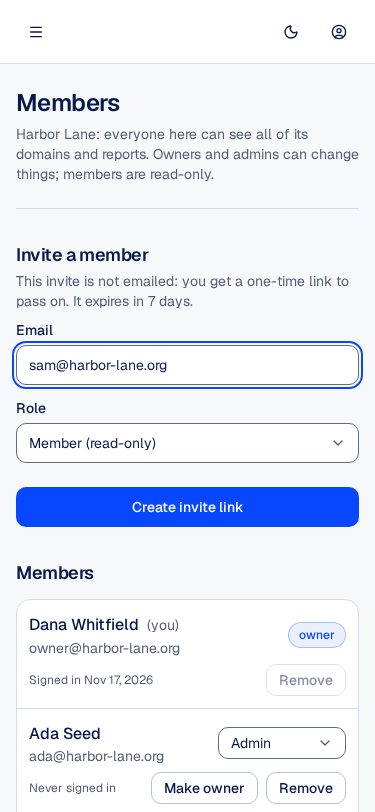 Members
Harbor Lane: everyone here can see all of its
domains and reports. Owners and admins can change
things; members are read-only.
Invite a member
This invite is not emailed: you get a one-time link to
pass on. It expires in 7 days.
Email
sam@harbor-lane.org
Role
Member (read-only)
Create invite link
Members
Dana Whitfield (you)
owner@harbor-lane.org
owner
Signed in Nov 17, 2026
Remove
Ada Seed
ada@harbor-lane.org
Admin
Never signed in
Make owner
Remove